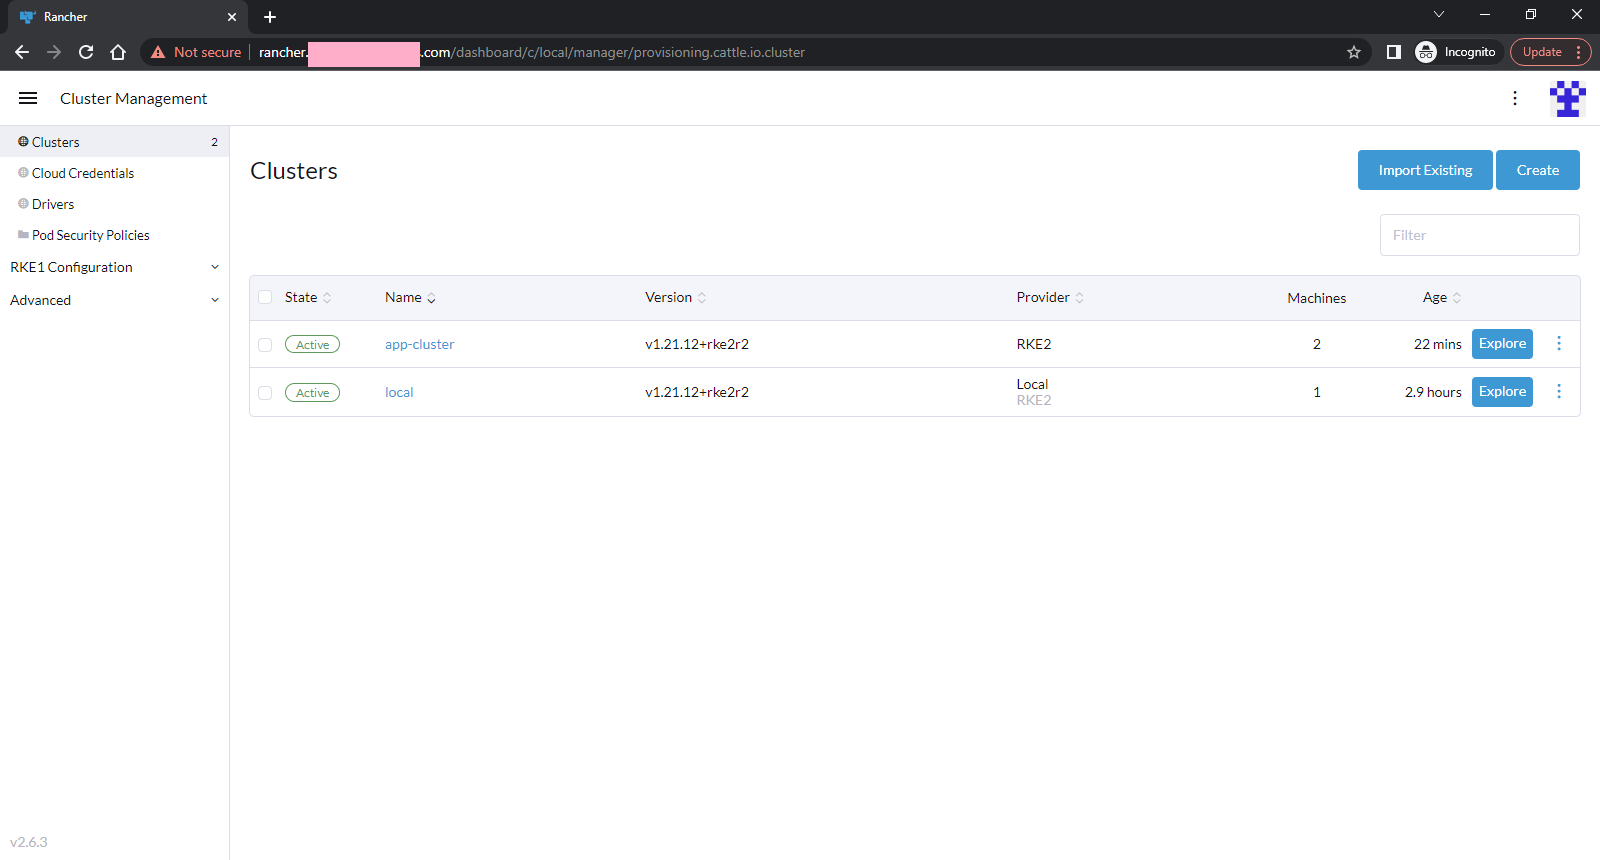 Rancher
Not secure rancher. .com/dashboard/c/local/manager/provisioning.cattle.io.cluster Incognito Update
Cluster Management
Clusters 2
Cloud Credentials
Drivers
Pod Security Policies
RKE1 Configuration
Advanced
v2.6.3
Clusters
Import Existing Create
Filter
State Name Version Provider Machines Age
Active app-cluster v1.21.12+rke2r2 RKE2 2 22 mins Explore
Active local v1.21.12+rke2r2 Local 1 2.9 hours Explore
RKE2